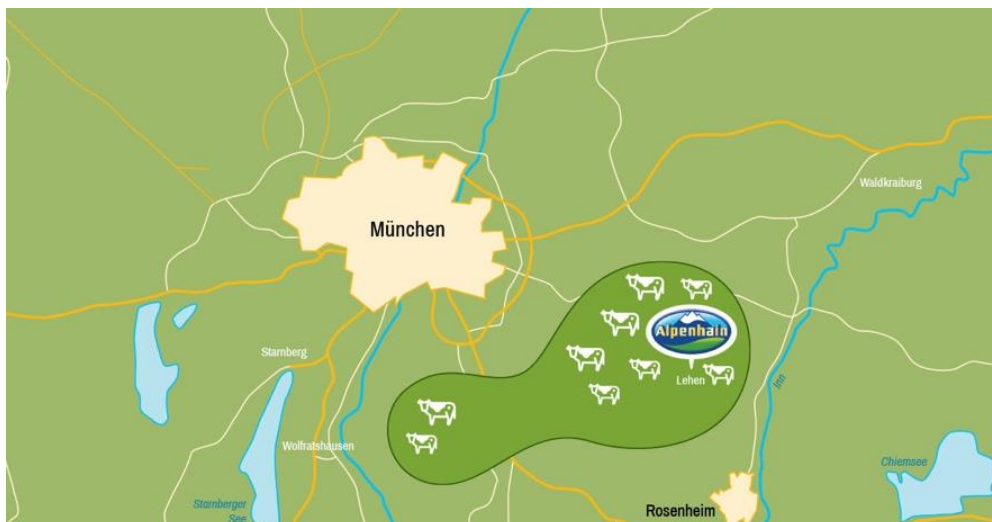 Waldkraiburg
München
Alpenhain
Starnberg
Lehen
Inn
Wolfratshausen
Chiemsee
Starnberger
See
Rosenheim